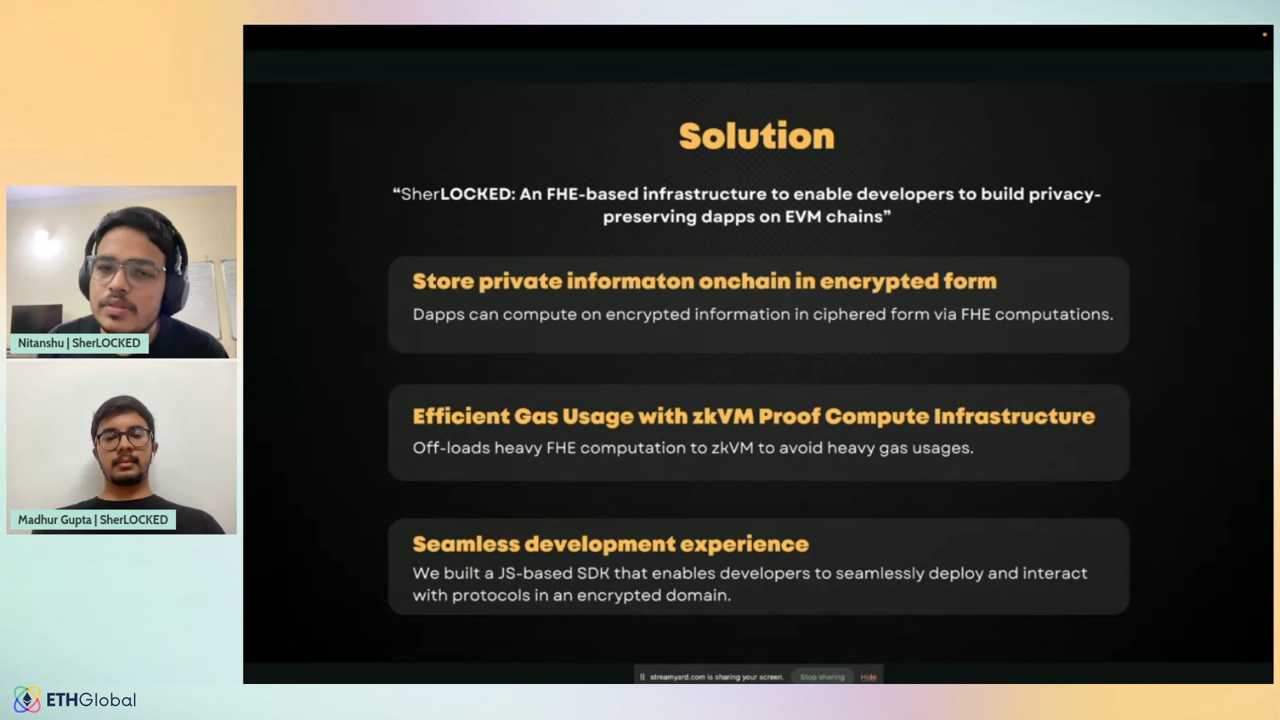 Solution
“SherLOCKED: An FHE-based infrastructure to enable developers to build privacy-
preserving dapps on EVM chains”
Store private informaton onchain in encrypted form
Dapps can compute on encrypted information in ciphered form via FHE computations.
Efficient Gas Usage with zkVM Proof Compute Infrastructure
Off-loads heavy FHE computation to zkVM to avoid heavy gas usages.
Seamless development experience
We built a JS-based SDK that enables developers to seamlessly deploy and interact
with protocols in an encrypted domain.
Nitanshu | SherLOCKED
Madhur Gupta | SherLOCKED
streamyard.com is sharing your screen.
Stop sharing
Hide
ETHGlobal